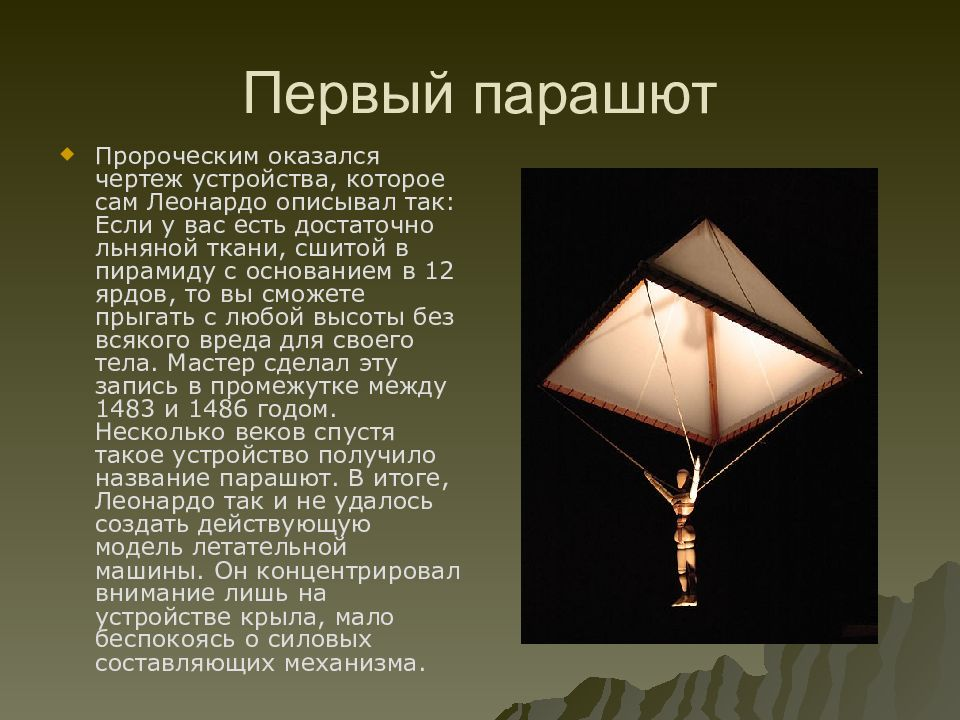 Первый парашют
Пророческим оказался
чертеж устройства, которое
сам Леонардо описывал так:
Если у вас есть достаточно
льняной ткани, сшитой в
пирамиду с основанием в 12
ярдов, то вы сможете
прыгать с любой высоты без
всякого вреда для своего
тела. Мастер сделал эту
запись в промежутке между
1483 и 1486 годом.
Несколько веков спустя
такое устройство получило
название парашют. В итоге,
Леонардо так и не удалось
создать действующую
модель летательной
машины. Он концентрировал
внимание лишь на
устройстве крыла, мало
беспокоясь о силовых
составляющих механизма.